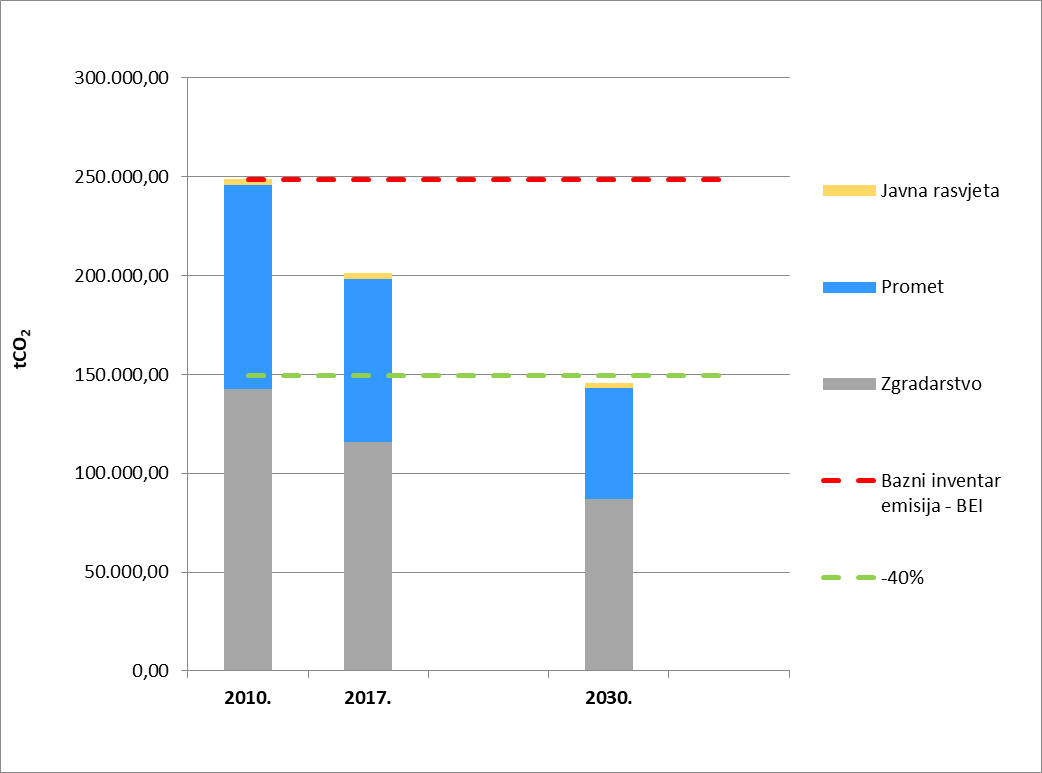 300.000,00
250.000,00
200.000,00
150.000,00
100.000,00
50.000,00
0,00
tCO₂
2010.
2017.
2030.
Javna rasvjeta
Promet
Zgradarstvo
Bazni inventar
emisija - BEI
-40%